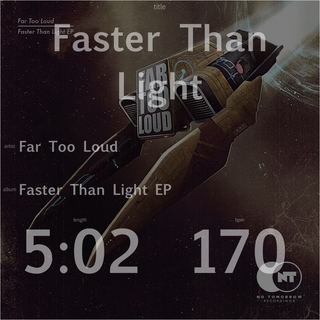 title
Far Too Loud
Faster Than Light EP
Faster Than
Light
FAR
TOO
LOUD
artist Far Too Loud
album Faster Than Light EP
length
5:02
bpm
170
NT
NO TOMORROW
RECORDINGS